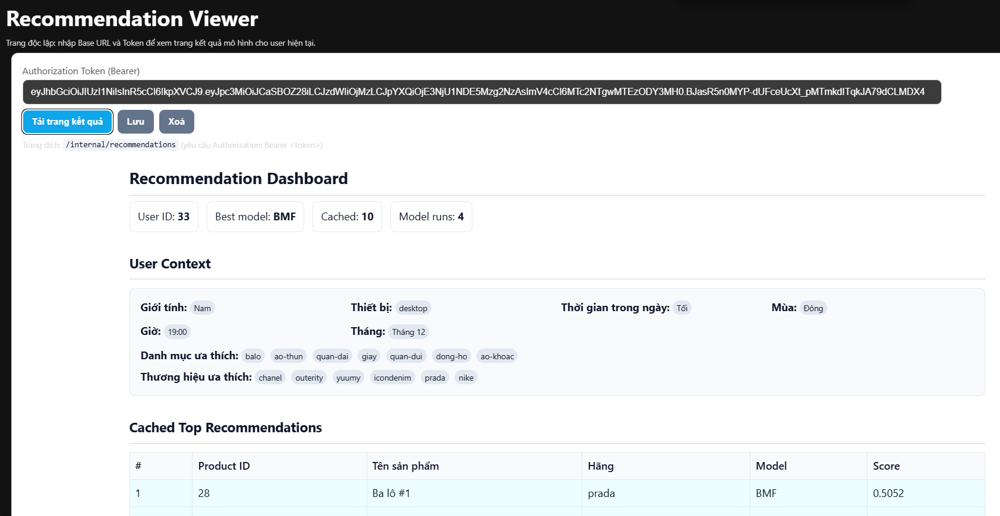 Recommendation Viewer
Trang độc lập: nhập Base URL và Token để xem trang kết quả mô hình cho user hiện tại.
Authorization Token (Bearer)
eyJhbGciOiJIUzI1NiIsInR5cCI6IkpXVCJ9.eyJpc3MiOiJCaSBOZ28iLCJzdWIiOjMzLCJpYXQiOjE3NjU1NDE5Mzg2NzAsImV4cCI6MTc2NTgwMTEzODY3MH0.BJasR5n0MYP-dUFceUcXt_pMTmkdITqkJA79dCLMDX4
Tải trang kết quả Lưu Xoá
Trang đích: /internal/recommendations (yêu cầu Authorization: Bearer <token>)
Recommendation Dashboard
User ID: 33 Best model: BMF Cached: 10 Model runs: 4
User Context
Giới tính: Nam Thiết bị: desktop Thời gian trong ngày: Tối Mùa: Đông
Giờ: 19:00 Tháng: Tháng 12
Danh mục ưa thích: balo ao-thun quan-dai giay quan-dui dong-ho ao-khoac
Thương hiệu ưa thích: chanel outerity yuumy icondenim prada nike
Cached Top Recommendations
# Product ID Tên sản phẩm Hãng Model Score
1 28 Ba lô #1 prada BMF 0.5052